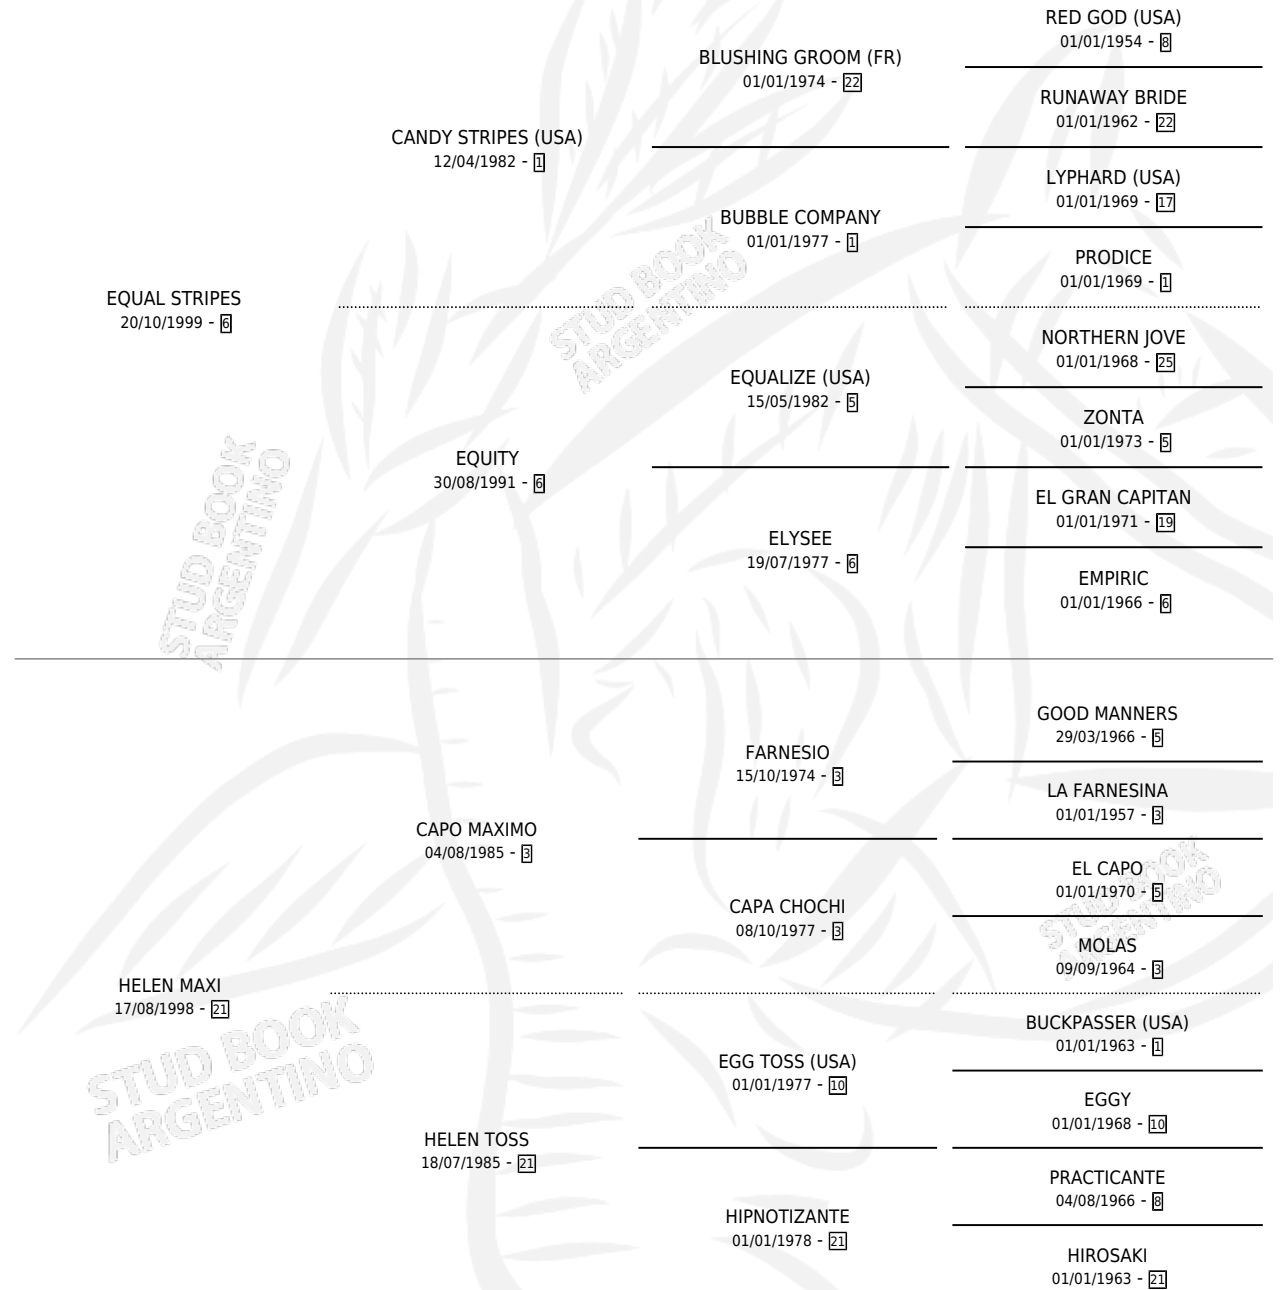 RED GOD (USA)
01/01/1954 - 8
BLUSHING GROOM (FR)
01/01/1974 - 22
RUNAWAY BRIDE
01/01/1962 - 22
CANDY STRIPES (USA)
12/04/1982 - 1
LYPHARD (USA)
01/01/1969 - 17
BUBBLE COMPANY
01/01/1977 - 1
PRODICE
01/01/1969 - 1
EQUAL STRIPES
20/10/1999 - 6
STUD BOOK
ARGENTINO
NORTHERN JOVE
01/01/1968 - 25
EQUALIZE (USA)
15/05/1982 - 5
ZONTA
01/01/1973 - 5
EQUITY
30/08/1991 - 6
EL GRAN CAPITAN
01/01/1971 - 19
ELYSEE
19/07/1977 - 6
EMPIRIC
01/01/1966 - 6
STUD BOOK
ARGENTINO
GOOD MANNERS
29/03/1966 - 5
FARNESIO
15/10/1974 - 3
LA FARNESINA
01/01/1957 - 3
CAPO MAXIMO
04/08/1985 - 3
EL CAPO
01/01/1970 - 5
CAPA CHOCHI
08/10/1977 - 3
MOLAS
09/09/1964 - 3
STUD BOOK
ARGENTINO
HELEN MAXI
17/08/1998 - 21
STUD BOOK
ARGENTINO
BUCKPASSER (USA)
01/01/1963 - 1
EGG TOSS (USA)
01/01/1977 - 10
EGGY
01/01/1968 - 10
HELEN TOSS
18/07/1985 - 21
PRACTICANTE
04/08/1966 - 8
HIPNOTIZANTE
01/01/1978 - 21
HIROSAKI
01/01/1963 - 21